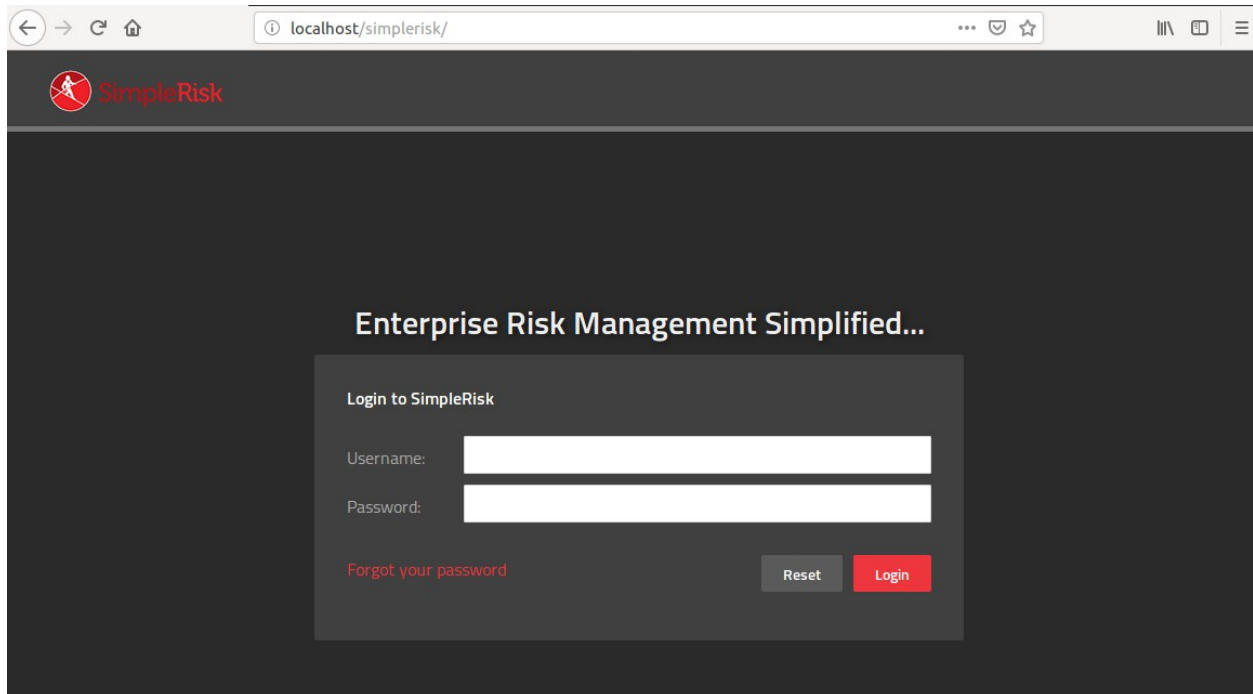 localhost/simplerisk/
SimpleRisk
Enterprise Risk Management Simplified...
Login to SimpleRisk
Username:
Password:
Forgot your password
Reset
Login